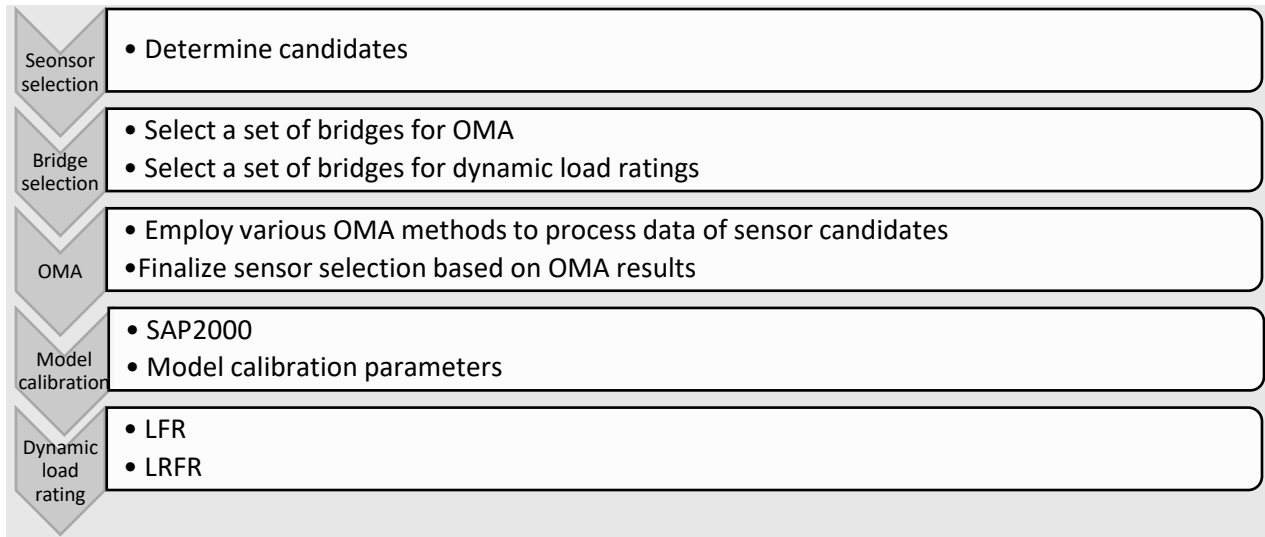 Seonsor
selection
• Determine candidates
Bridge
selection
• Select a set of bridges for OMA
• Select a set of bridges for dynamic load ratings
OMA
• Employ various OMA methods to process data of sensor candidates
•Finalize sensor selection based on OMA results
Model
calibration
• SAP2000
• Model calibration parameters
Dynamic
load
rating
• LFR
• LRFR